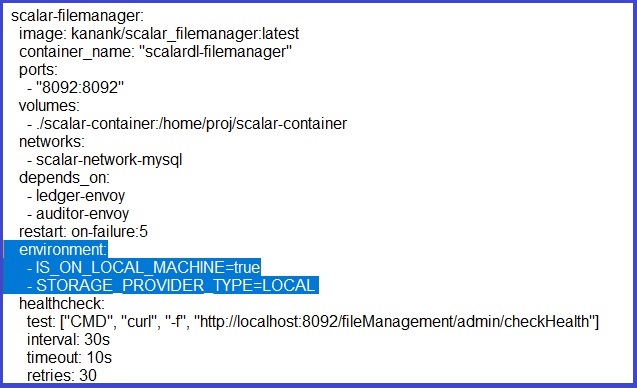 scalar-filemanager:
image: kanank/scalar_filemanager:latest
container_name: "scalardl-filemanager"
ports:
- "8092:8092"
volumes:
- ./scalar-container:/home/proj/scalar-container
networks:
- scalar-network-mysql
depends_on:
- ledger-envoy
- auditor-envoy
restart: on-failure:5
environment:
- IS_ON_LOCAL_MACHINE=true
- STORAGE_PROVIDER_TYPE=LOCAL
healthcheck:
test: ["CMD", "curl", "-f", "http://localhost:8092/fileManagement/admin/checkHealth"]
interval: 30s
timeout: 10s
retries: 30